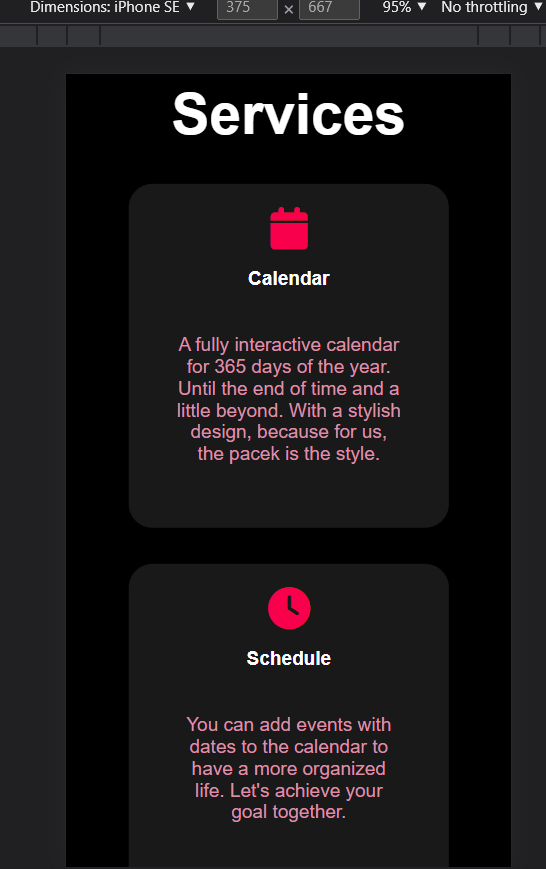 Dimensions: iPhone SE ▼ 375 × 667 95% ▼ No throttling ▼
Services
Calendar
A fully interactive calendar
for 365 days of the year.
Until the end of time and a
little beyond. With a stylish
design, because for us,
the pacek is the style.
Schedule
You can add events with
dates to the calendar to
have a more organized
life. Let's achieve your
goal together.